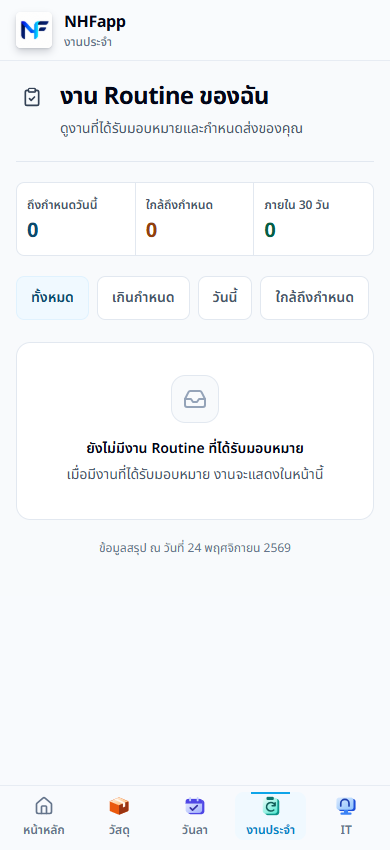 NHFapp
งานประจำ
งาน Routine ของฉัน
ดูงานที่ได้รับมอบหมายและกำหนดส่งของคุณ
ถึงกำหนดวันนี้
0
ใกล้ถึงกำหนด
0
ภายใน 30 วัน
0
ทั้งหมด
เกินกำหนด
วันนี้
ใกล้ถึงกำหนด
ยังไม่มีงาน Routine ที่ได้รับมอบหมาย
เมื่อมีงานที่ได้รับมอบหมาย งานจะแสดงในหน้านี้
ข้อมูลสรุป ณ วันที่ 24 พฤศจิกายน 2569
หน้าหลัก
วัสดุ
วันลา
งานประจำ
IT